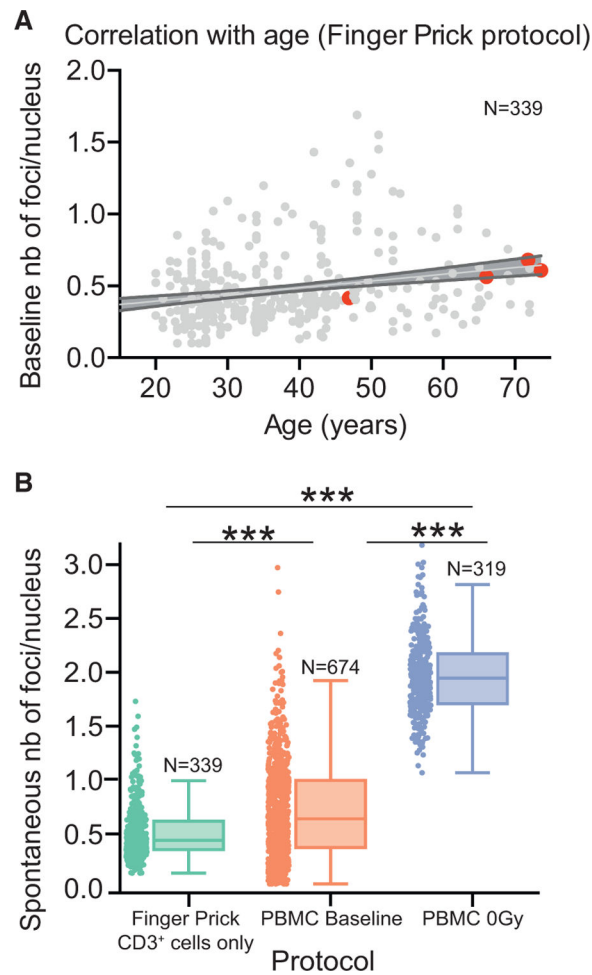 A
Correlation with age (Finger Prick protocol)
Baseline nb of foci/nucleus
2.0
1.5
1.0
0.5
0.0
N=339
20 30 40 50 60 70
Age (years)
B
***
*** ***
Spontaneous nb of foci/nucleus
3.0
2.5
2.0
1.5
1.0
0.5
0.0
N=339
N=674
N=319
Finger Prick
CD3⁺ cells only
PBMC Baseline
PBMC 0Gy
Protocol